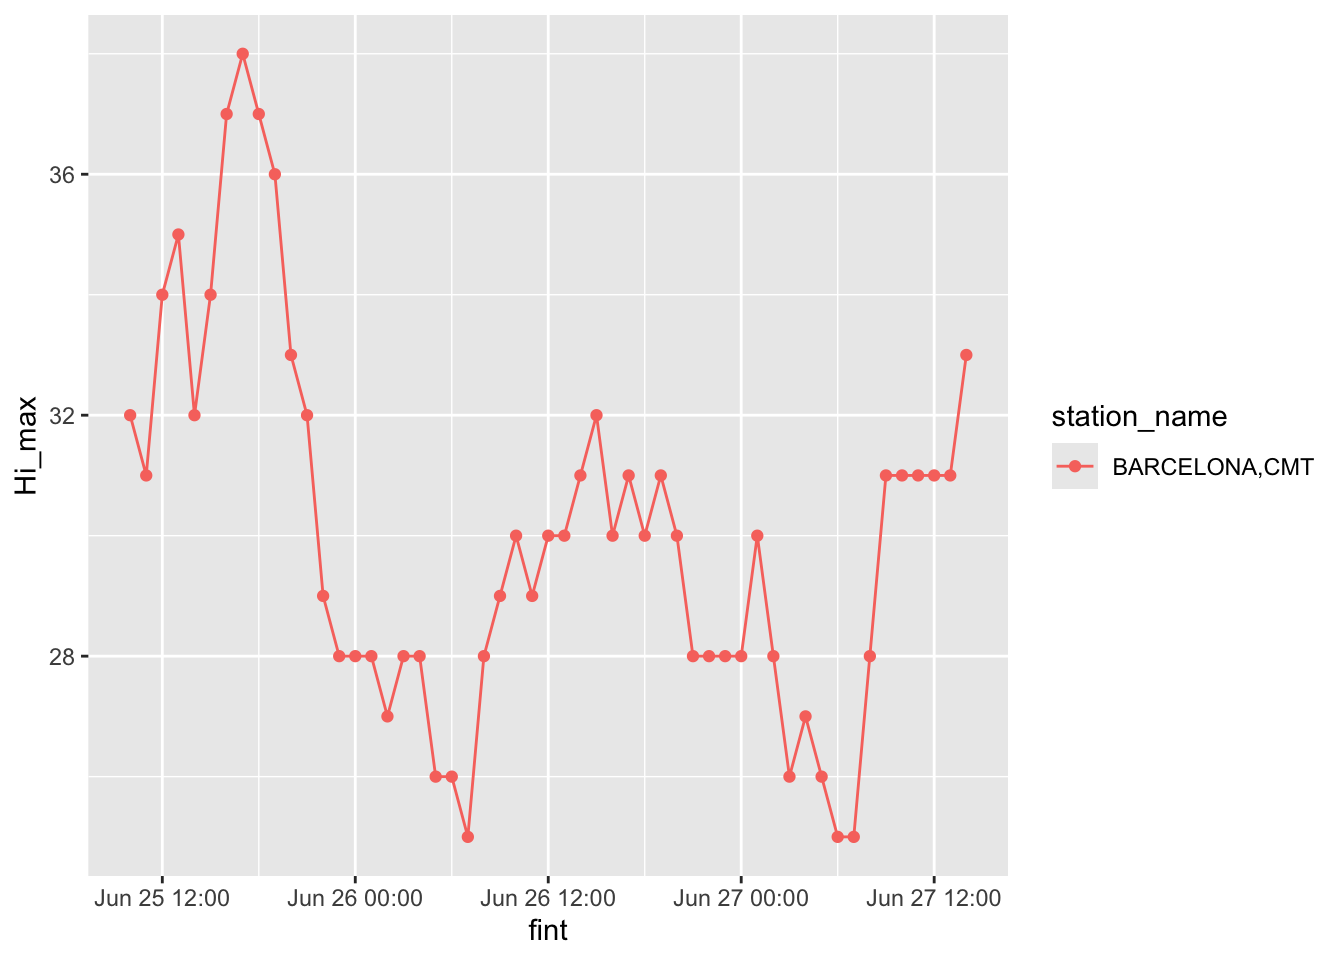 Hi_max
36
32
28
Jun 25 12:00
Jun 26 00:00
Jun 26 12:00
Jun 27 00:00
Jun 27 12:00
fint
station_name
BARCELONA,CMT